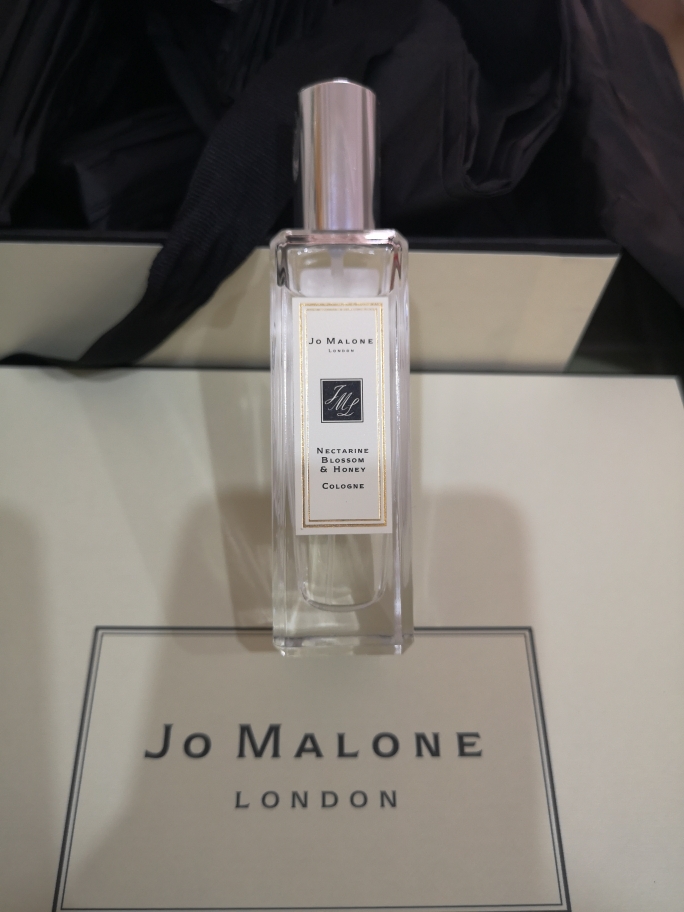 Jo Malone
London
JML
Nectarine
Blossom
& Honey
Cologne
Jo Malone
LONDON